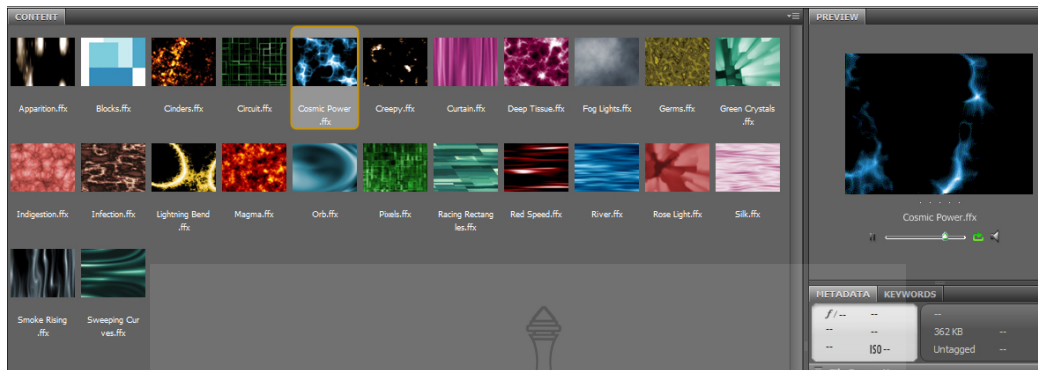 CONTENT
PREVIEW
Apparition.ffx
Blocks.ffx
Cinders.ffx
Circuit.ffx
Cosmic Power
.ffx
Creepy.ffx
Curtain.ffx
Deep Tissue.ffx
Fog Lights.ffx
Germs.ffx
Green Crystals
.ffx
Indigestion.ffx
Infection.ffx
Lightning Bend
.ffx
Magma.ffx
Orb.ffx
Pixels.ffx
Racing Rectang
les.ffx
Red Speed.ffx
River.ffx
Rose Light.ffx
Silk.ffx
Smoke Rising
.ffx
Sweeping Cur
ves.ffx
Cosmic Power.ffx
METADATA KEYWORDS
f/-- --
-- --
-- ISO --
--
362 KB --
Untagged --